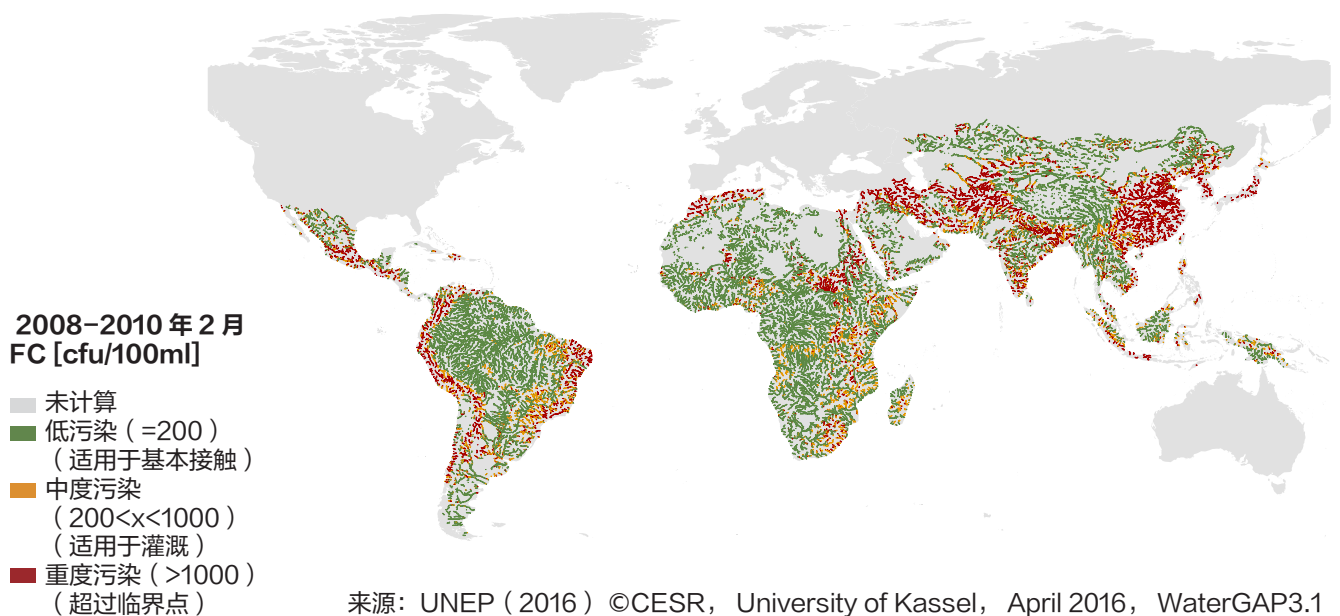 2008–2010 年 2 月
FC [cfu/100ml]
未计算
低污染（=200）
（适用于基本接触）
中度污染
（200<x<1000）
（适用于灌溉）
重度污染（>1000）
（超过临界点）
来源：UNEP（2016）©CESR， University of Kassel， April 2016， WaterGAP3.1